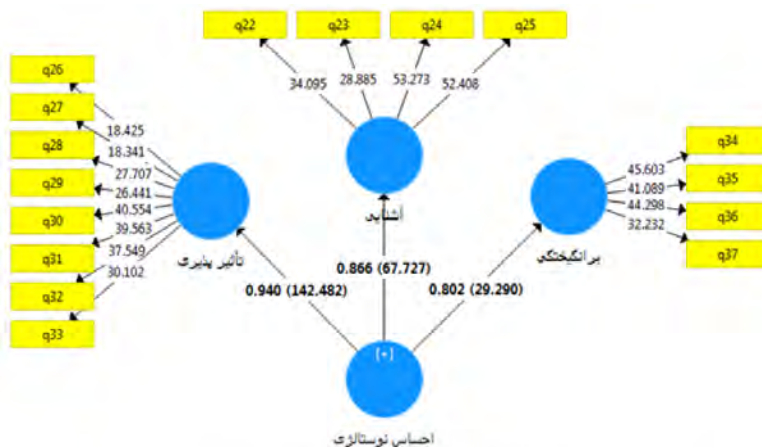 q22 q23 q24 q25
34.095 28.885 53.273 52.408
q26
q27
q28
q29
q30
q31
q32
q33
18.425
18.341
27.707
26.441
40.554
39.563
37.549
30.102
تأثیر پذیری
آشنایی
q34
q35
q36
q37
45.603
41.089
44.298
32.232
برانگیختگی
0.940 (142.482)
0.866 (67.727)
0.802 (29.290)
[+]
احساس نوستالژی